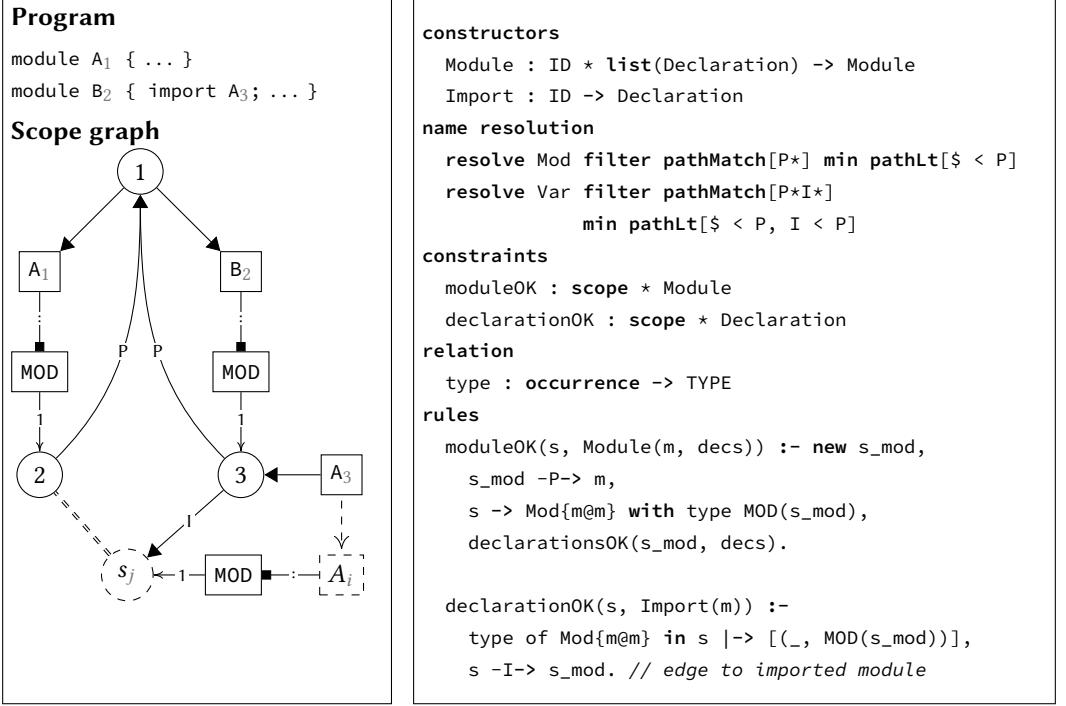 Program
module A1 { ... }
module B2 { import A3; ... }
Scope graph
1
A1
B2
:
:
P
P
MOD
MOD
1
1
2
3
A3
I
sj
1
MOD
:
Ai
constructors
Module : ID * list(Declaration) -> Module
Import : ID -> Declaration
name resolution
resolve Mod filter pathMatch[P*] min pathLt[$ < P]
resolve Var filter pathMatch[P*I*]
min pathLt[$ < P, I < P]
constraints
moduleOK : scope * Module
declarationOK : scope * Declaration
relation
type : occurrence -> TYPE
rules
moduleOK(s, Module(m, decs)) :- new s_mod,
s_mod -P-> m,
s -> Mod{m@m} with type MOD(s_mod),
declarationsOK(s_mod, decs).
declarationOK(s, Import(m)) :-
type of Mod{m@m} in s |-> [(_, MOD(s_mod))],
s -I-> s_mod. // edge to imported module